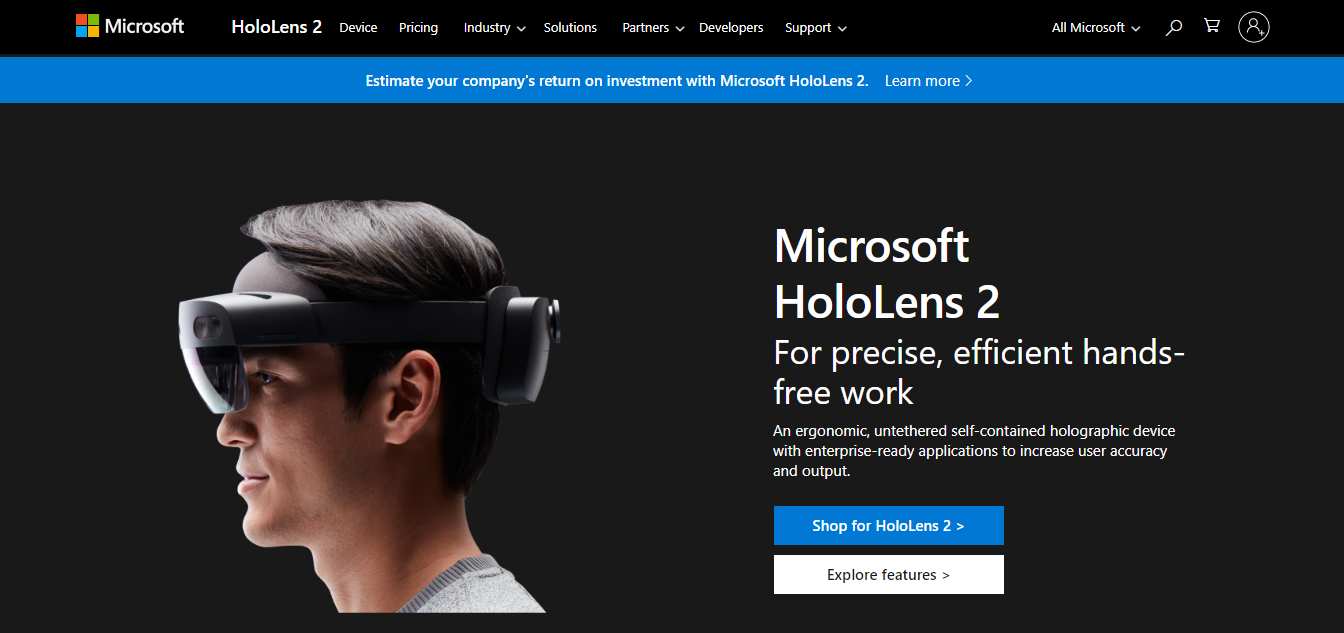 Microsoft
HoloLens 2
Device
Pricing
Industry
Solutions
Partners
Developers
Support
All Microsoft
Estimate your company's return on investment with Microsoft HoloLens 2. Learn more >
Microsoft
HoloLens 2
For precise, efficient hands-
free work
An ergonomic, untethered self-contained holographic device
with enterprise-ready applications to increase user accuracy
and output.
Shop for HoloLens 2 >
Explore features >